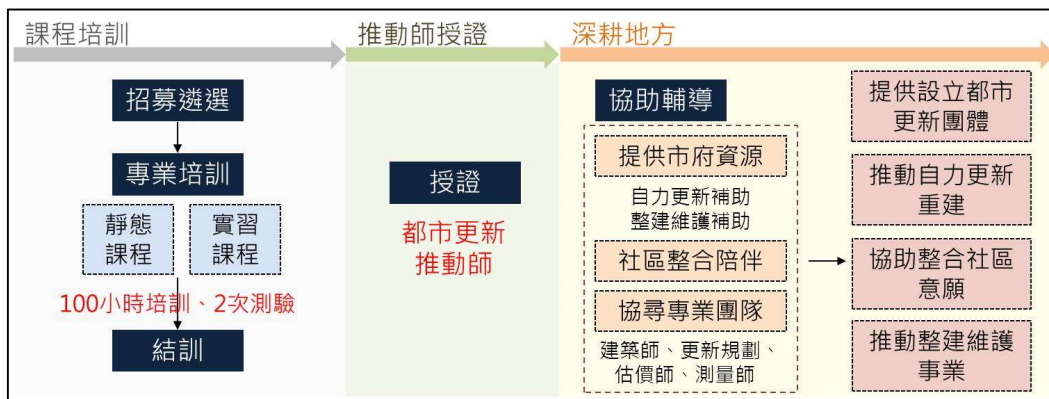 課程培訓
招募遴選
專業培訓
靜態
課程
實習
課程
100小時培訓、2次測驗
結訓
推動師授證
授證
都市更新
推動師
深耕地方
協助輔導
提供市府資源
自力更新補助
整建維護補助
社區整合陪伴
協尋專業團隊
建築師、更新規劃、
估價師、測量師
提供設立都市
更新團體
推動自力更新
重建
協助整合社區
意願
推動整建維護
事業